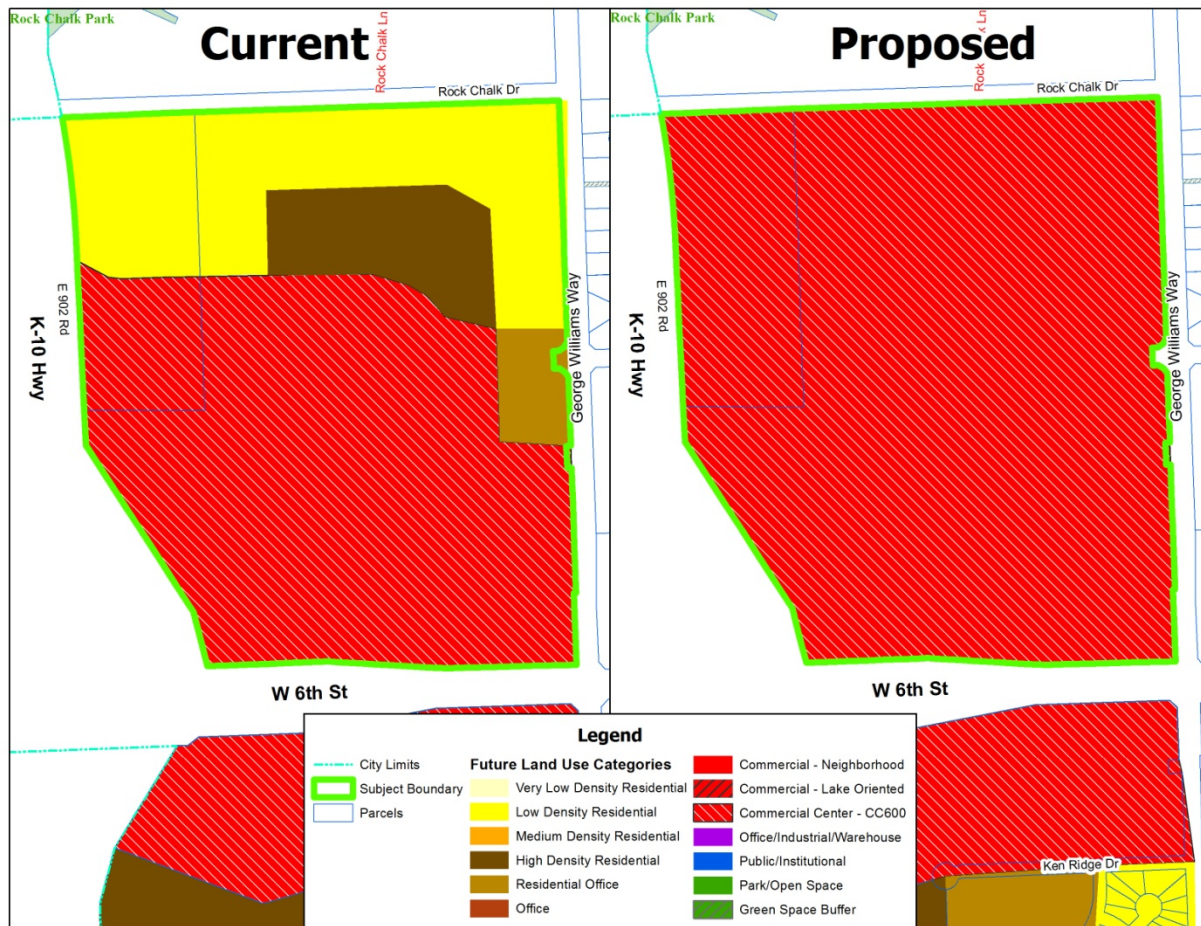 Rock Chalk Park
Current
Rock Chalk Ln
Rock Chalk Dr
E 902 Rd
K-10 Hwy
George Williams Way
W 6th St
Rock Chalk Park
Proposed
k Ln
Rock Chal
Rock Chalk Dr
E 902 Rd
K-10 Hwy
George Williams Way
W 6th St
Ken Ridge Dr
Legend
City Limits
Subject Boundary
Parcels
Future Land Use Categories
Very Low Density Residential
Low Density Residential
Medium Density Residential
High Density Residential
Residential Office
Office
Commercial - Neighborhood
Commercial - Lake Oriented
Commercial Center - CC600
Office/Industrial/Warehouse
Public/Institutional
Park/Open Space
Green Space Buffer